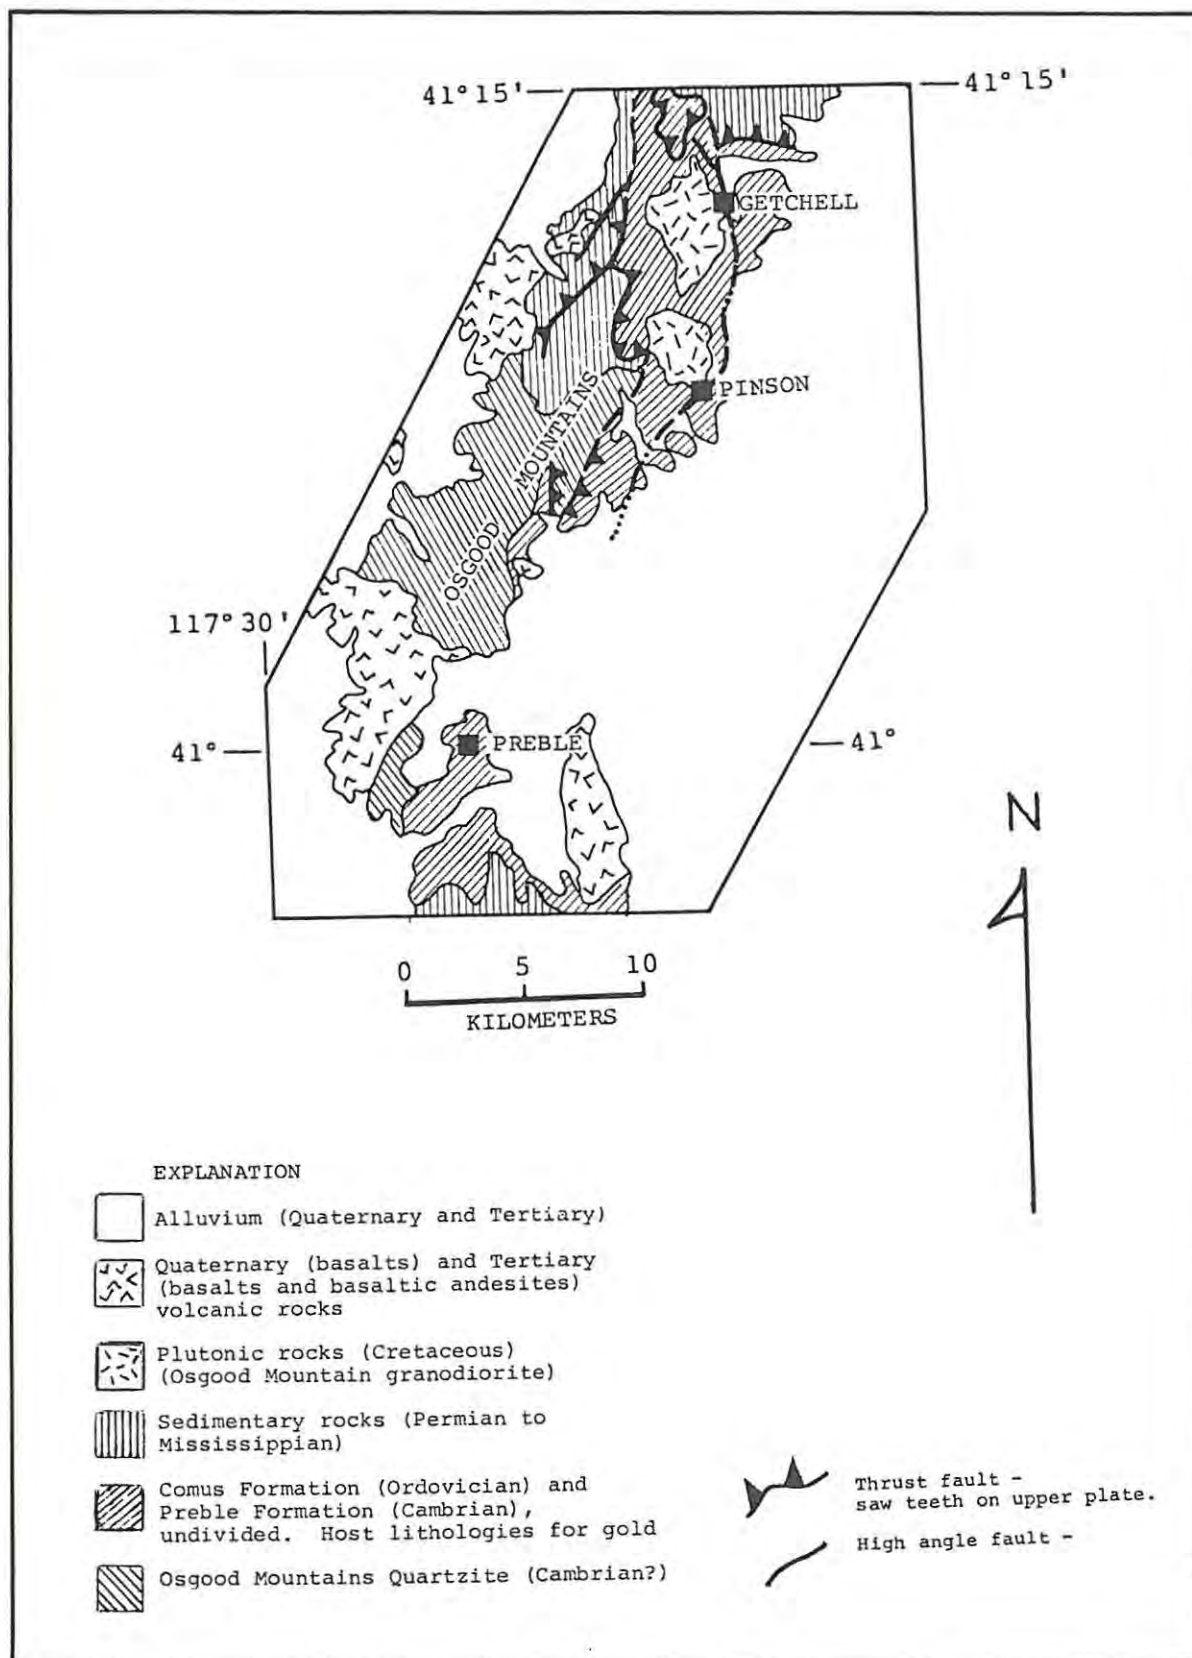 41°15'
41°15'
GETCHELL
PINSON
OSGOOD MOUNTAINS
117°30'
41°
PREBLE
41°
N
0 5 10
KILOMETERS
EXPLANATION
Alluvium (Quaternary and Tertiary)
Quaternary (basalts) and Tertiary
(basalts and basaltic andesites)
volcanic rocks
Plutonic rocks (Cretaceous)
(Osgood Mountain granodiorite)
Sedimentary rocks (Permian to
Mississippian)
Comus Formation (Ordovician) and
Preble Formation (Cambrian),
undivided. Host lithologies for gold
Osgood Mountains Quartzite (Cambrian?)
Thrust fault -
saw teeth on upper plate.
High angle fault -